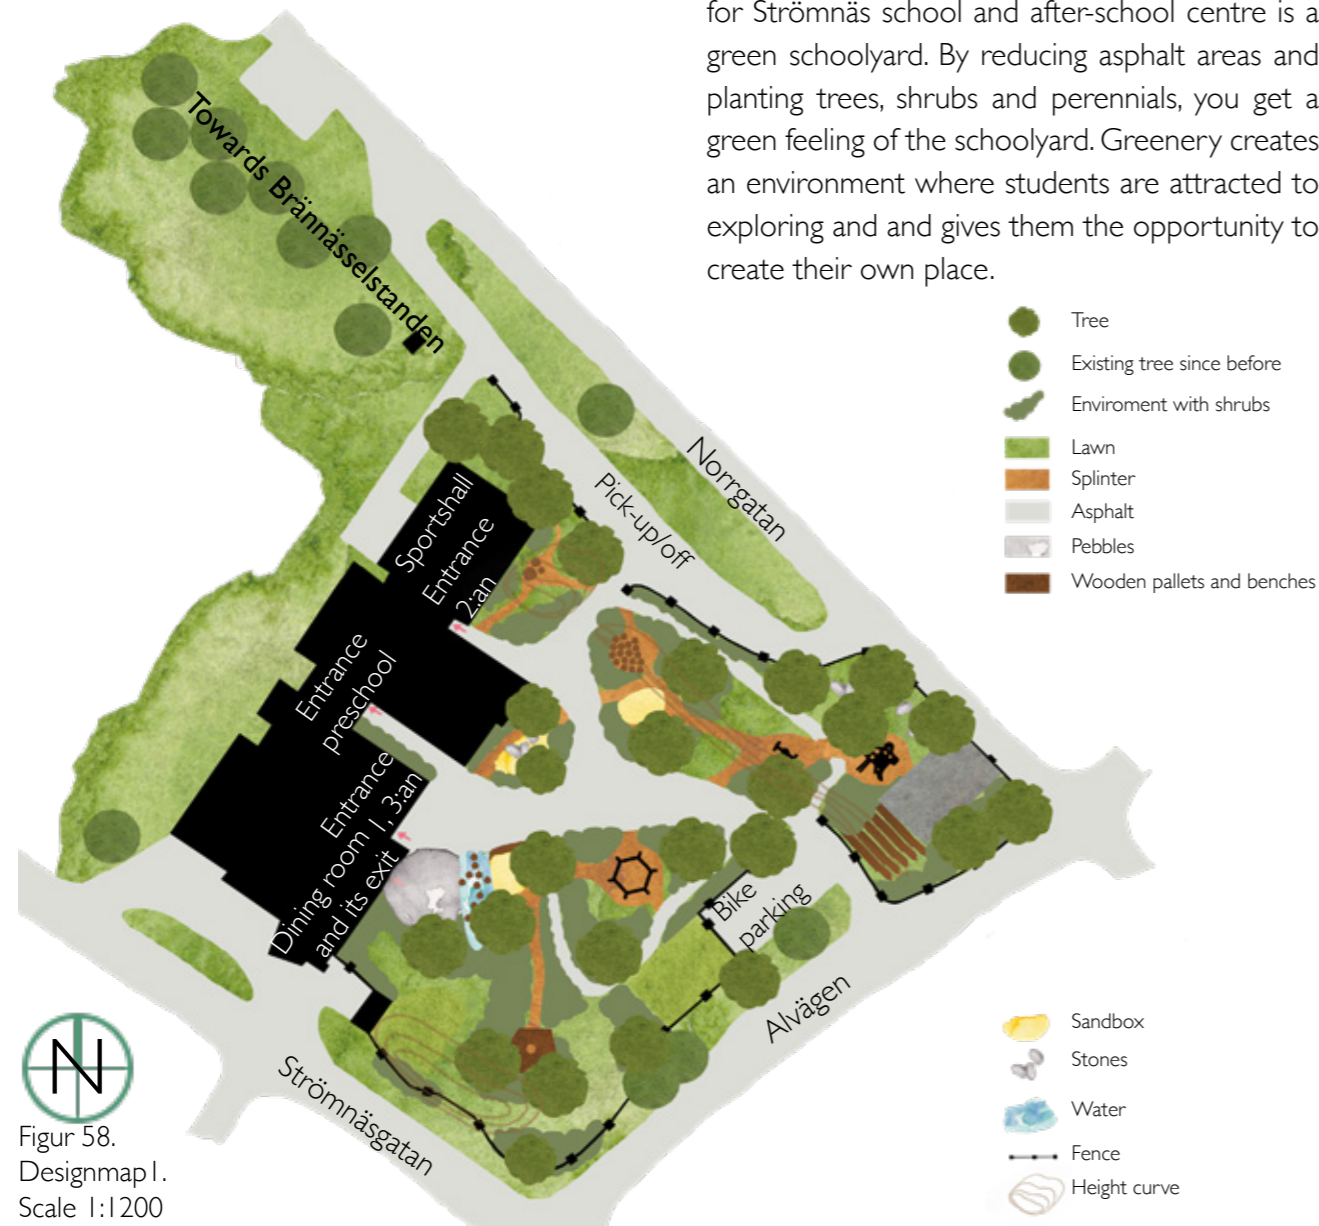 for Strömnäs school and after-school centre is a
green schoolyard. By reducing asphalt areas and
planting trees, shrubs and perennials, you get a
green feeling of the schoolyard. Greenery creates
an environment where students are attracted to
exploring and and gives them the opportunity to
create their own place.
Tree
Existing tree since before
Enviroment with shrubs
Lawn
Splinter
Asphalt
Pebbles
Wooden pallets and benches
Towards Brännässelstanden
Norrgatan
Pick-up/off
Sportshall
Entrance
2:an
Entrance
preschool
Entrance
Dining room 1, 3:an
and its exit
Bike
parking
Alvägen
Strömnäsgatan
Sandbox
Stones
Water
Fence
Height curve
N
Figur 58.
Designmap1.
Scale 1:1200